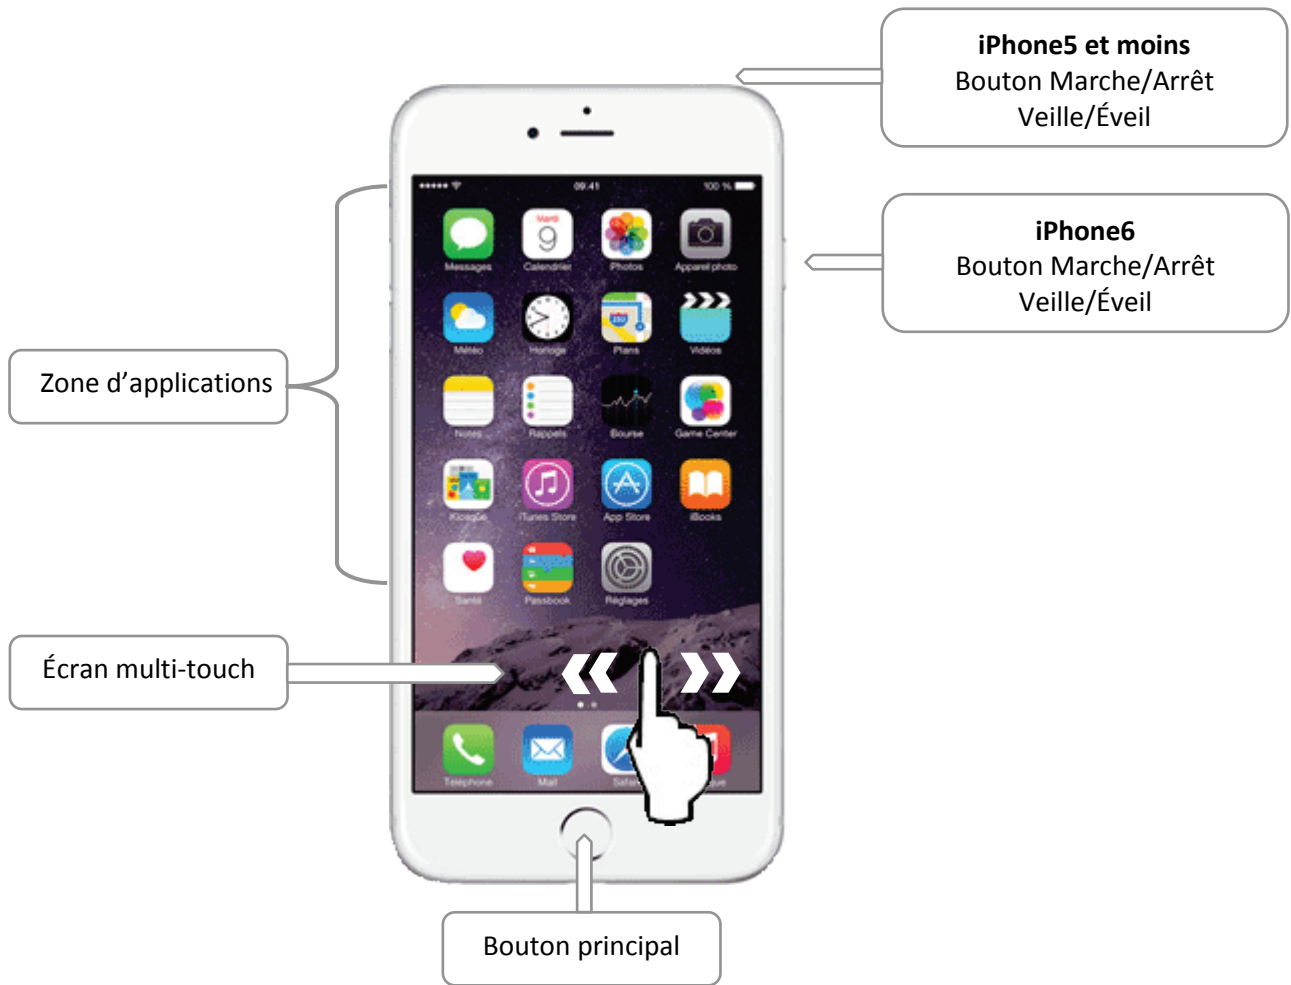 iPhone5 et moins
Bouton Marche/Arrêt
Veille/Éveil
iPhone6
Bouton Marche/Arrêt
Veille/Éveil
Zone d’applications
Écran multi-touch
Bouton principal
09:41 100 %
Mardi
9
Messages Calendrier Photos Appareil photo
280
Météo Horloge Plans Vidéos
Notes Rappels Bourse Game Center
Kiosque iTunes Store App Store iBooks
Santé Passbook Réglages
Téléphone Mail Safari